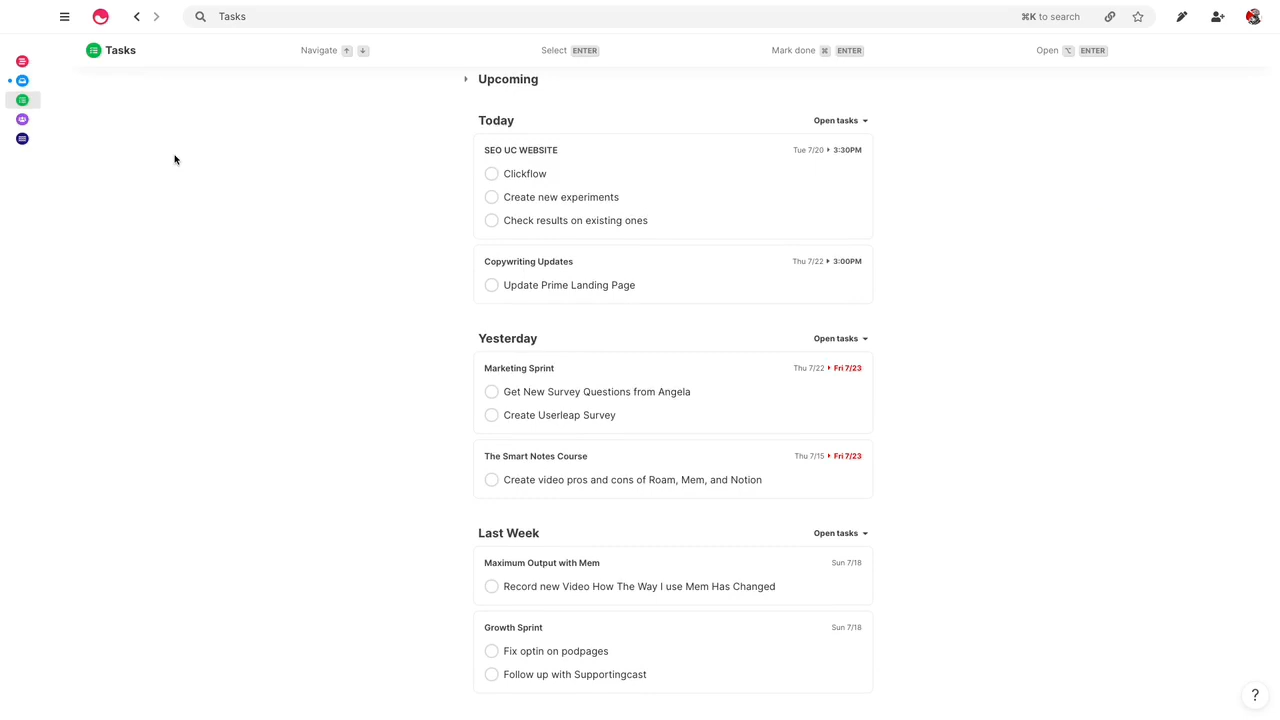 Tasks
⌘K to search
Tasks
Navigate ↑ ↓
Select ENTER
Mark done ⌘ ENTER
Open ⌥ ENTER
Upcoming
Today
Open tasks
SEO UC WEBSITE
Tue 7/20 3:30PM
Clickflow
Create new experiments
Check results on existing ones
Copywriting Updates
Thu 7/22 3:00PM
Update Prime Landing Page
Yesterday
Open tasks
Marketing Sprint
Thu 7/22 Fri 7/23
Get New Survey Questions from Angela
Create Userleap Survey
The Smart Notes Course
Thu 7/15 Fri 7/23
Create video pros and cons of Roam, Mem, and Notion
Last Week
Open tasks
Maximum Output with Mem
Sun 7/18
Record new Video How The Way I use Mem Has Changed
Growth Sprint
Sun 7/18
Fix optin on podpages
Follow up with Supportingcast
?